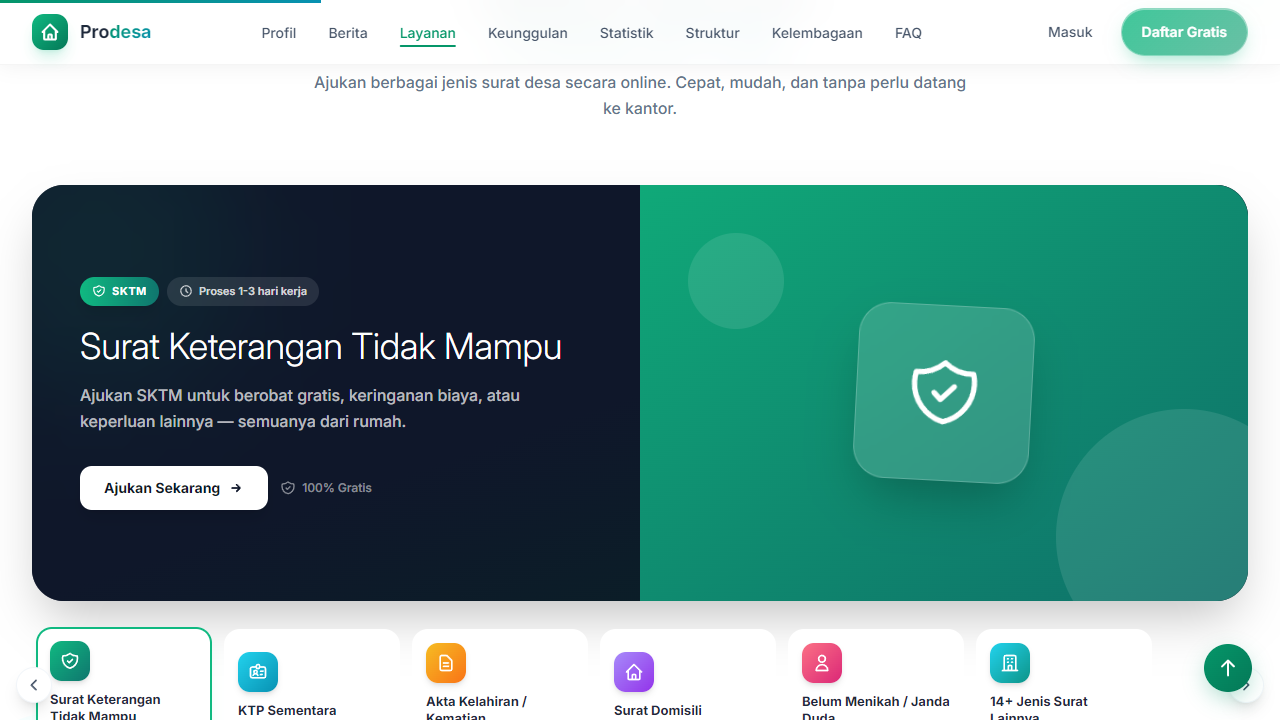 Prodesa
Profil
Berita
Layanan
Keunggulan
Statistik
Struktur
Kelembagaan
FAQ
Masuk
Daftar Gratis
Ajukan berbagai jenis surat desa secara online. Cepat, mudah, dan tanpa perlu datang
ke kantor.
SKTM
Proses 1-3 hari kerja
Surat Keterangan Tidak Mampu
Ajukan SKTM untuk berobat gratis, keringanan biaya, atau
keperluan lainnya — semuanya dari rumah.
Ajukan Sekarang
100% Gratis
Surat Keterangan
Tidak Mampu
KTP Sementara
Akta Kelahiran /
Kematian
Surat Domisili
Belum Menikah / Janda
Duda
14+ Jenis Surat
Lainnya